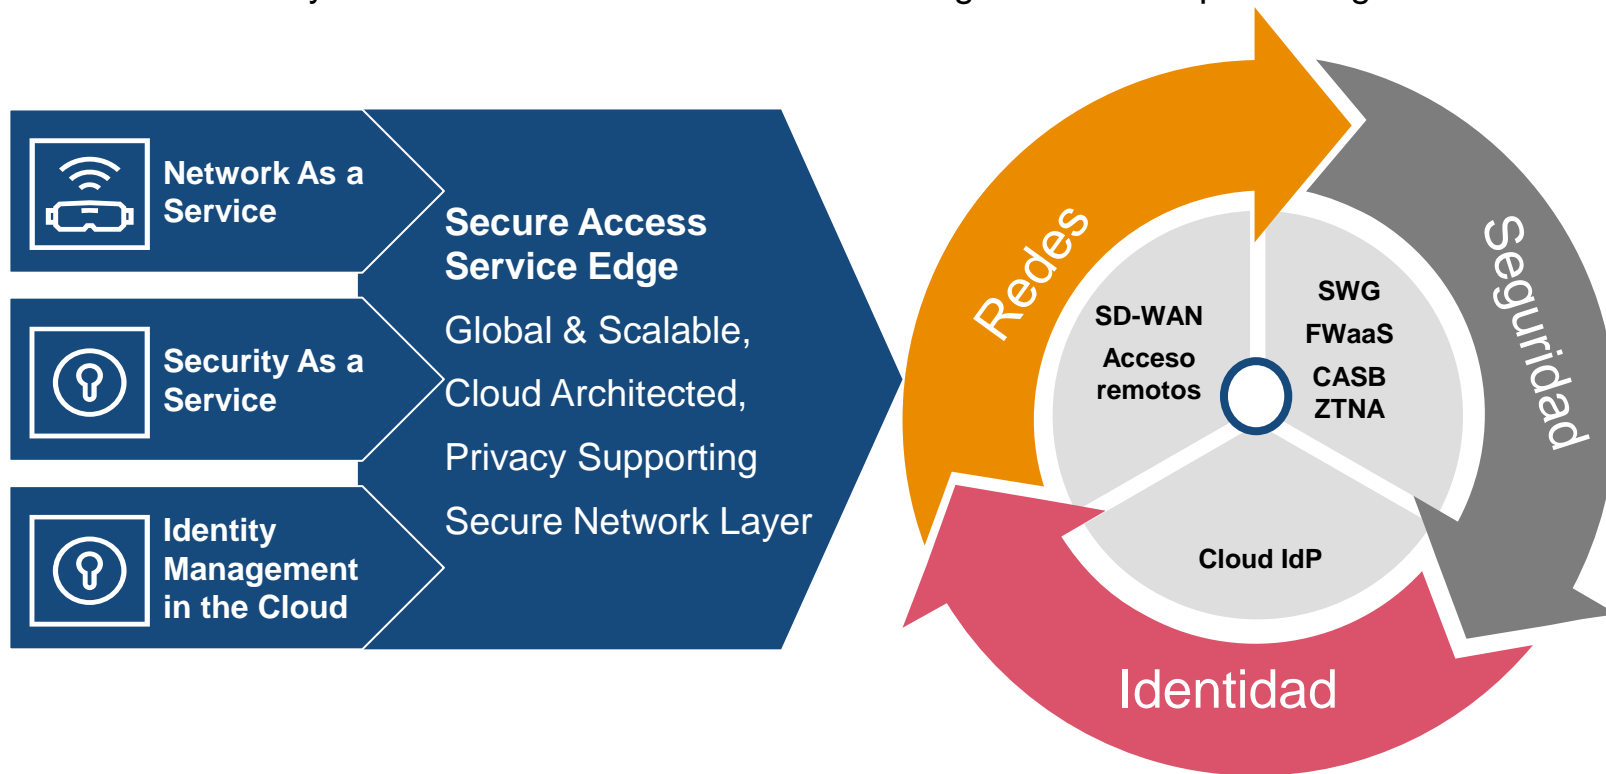 Network As a
Service
Security As a
Service
Identity
Management
in the Cloud
Secure Access
Service Edge
Global & Scalable,
Cloud Architected,
Privacy Supporting
Secure Network Layer
Redes
Seguridad
Identidad
SD-WAN
Acceso
remotos
SWG
FWaaS
CASB
ZTNA
Cloud IdP